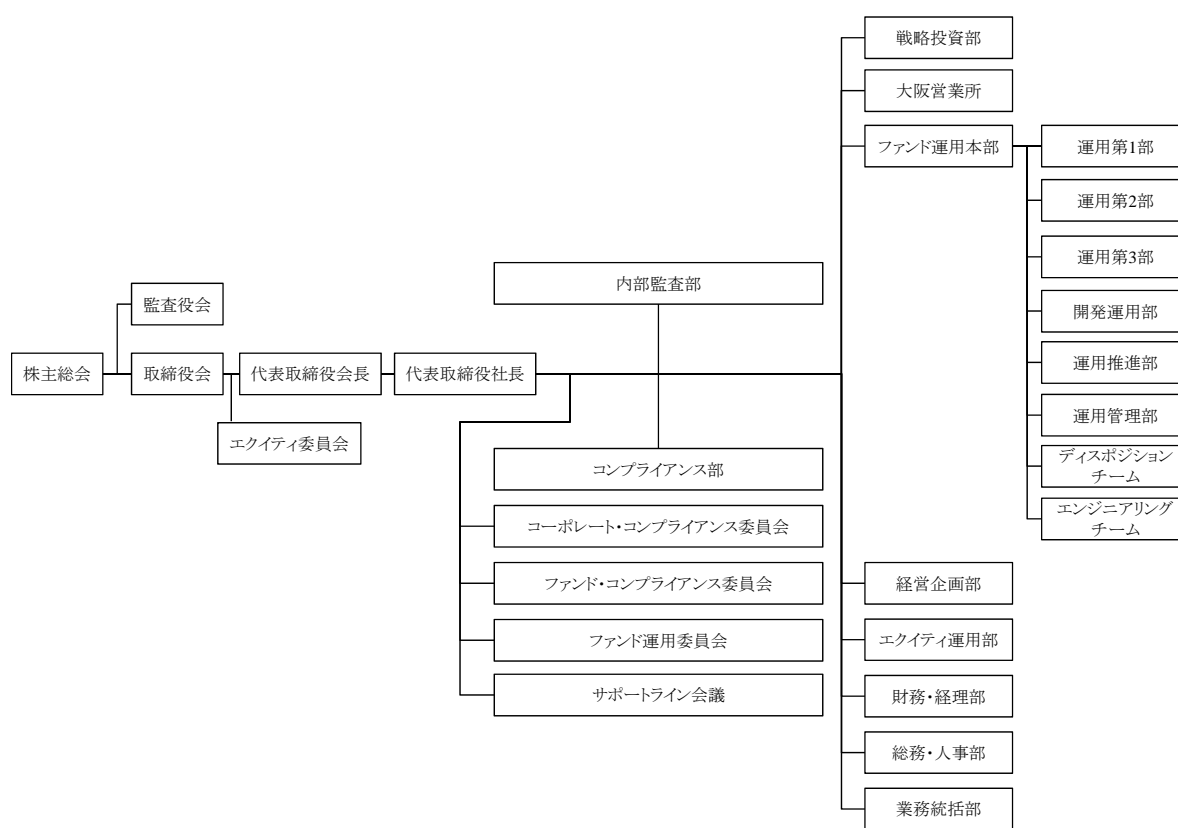 戦略投資部
大阪営業所
ファンド運用本部
運用第1部
運用第2部
運用第3部
内部監査部
監査役会
開発運用部
株主総会
取締役会
代表取締役会長
代表取締役社長
運用推進部
エクイティ委員会
運用管理部
コンプライアンス部
ディスポジション
チーム
コーポレート・コンプライアンス委員会
エンジニアリング
チーム
ファンド・コンプライアンス委員会
経営企画部
ファンド運用委員会
エクイティ運用部
サポートライン会議
財務・経理部
総務・人事部
業務統括部